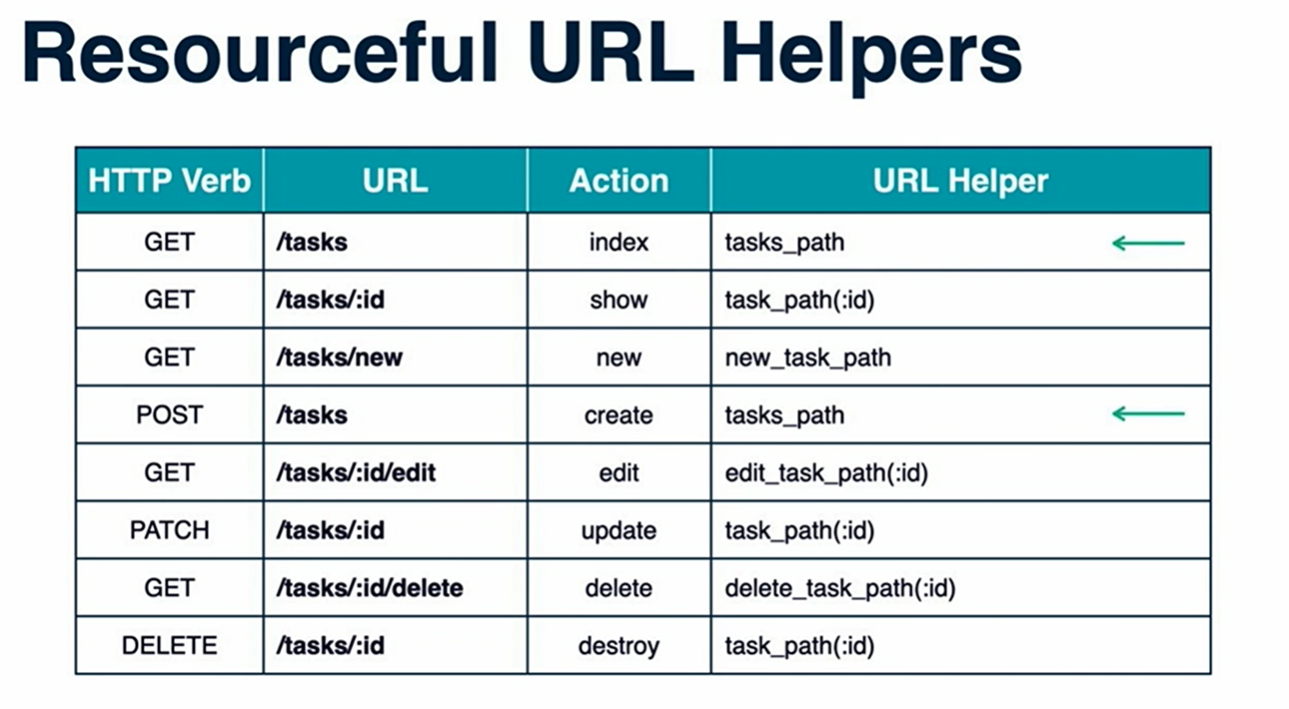 Resourceful URL Helpers
HTTP Verb URL Action URL Helper
GET /tasks index tasks_path
GET /tasks/:id show task_path(:id)
GET /tasks/new new new_task_path
POST /tasks create tasks_path
GET /tasks/:id/edit edit edit_task_path(:id)
PATCH /tasks/:id update task_path(:id)
GET /tasks/:id/delete delete delete_task_path(:id)
DELETE /tasks/:id destroy task_path(:id)